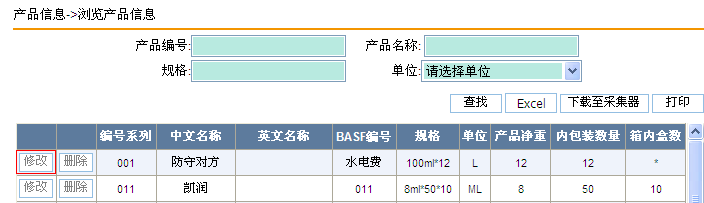 产品信息->浏览产品信息
产品编号: 产品名称:
规格: 单位: 请选择单位
查找 Excel 下载至采集器 打印
编号系列 中文名称 英文名称 BASF编号 规格 单位 产品净重 内包装数量 箱内盒数
修改 删除 001 防守对方 水电费 100ml*12 L 12 12 *
修改 删除 011 凯润 011 8ml*50*10 ML 8 50 10